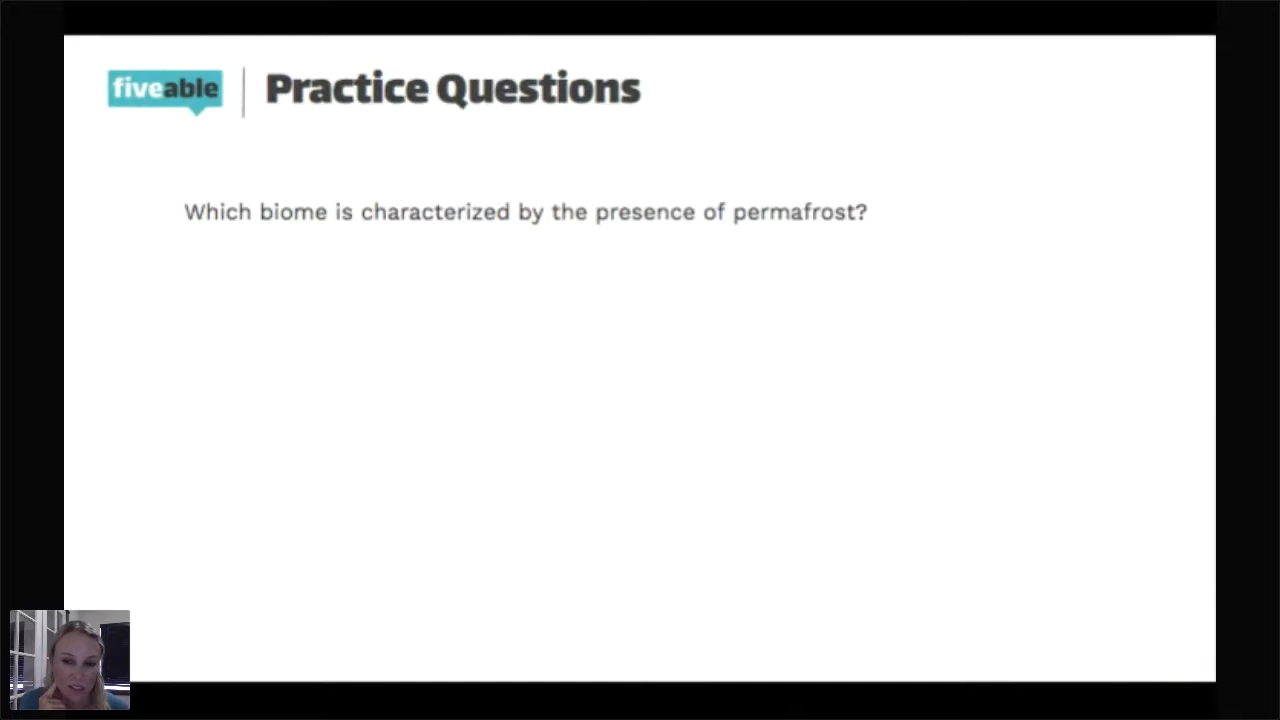 fiveable
Practice Questions
Which biome is characterized by the presence of permafrost?